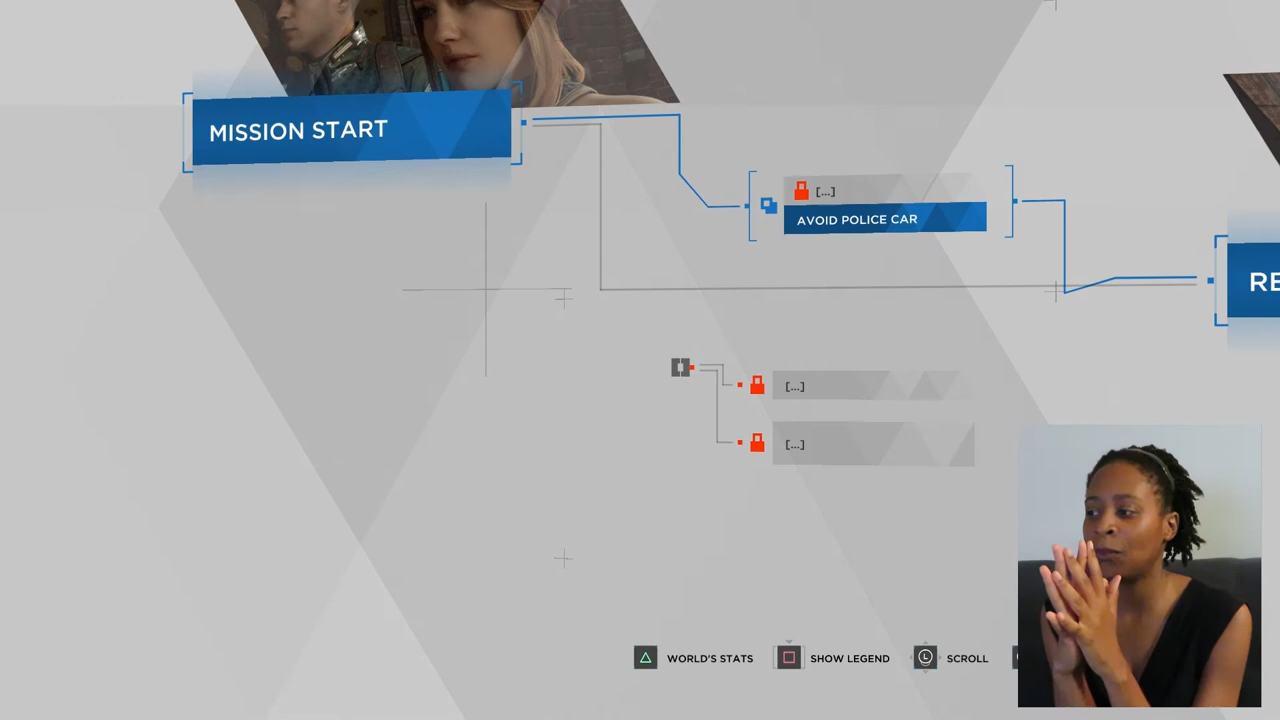 MISSION START
[...]
AVOID POLICE CAR
RE
[...]
[...]
WORLD'S STATS
SHOW LEGEND
L SCROLL